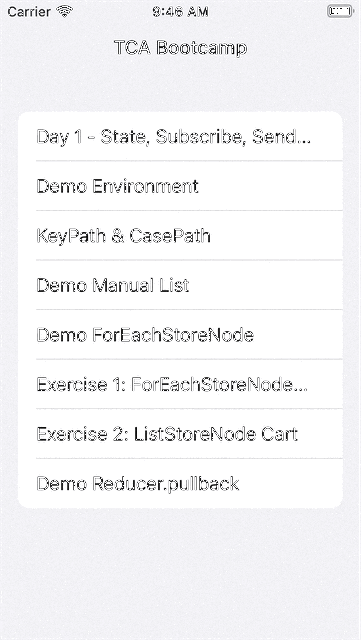 Carrier 9:46 AM
TCA Bootcamp
Day 1 - State, Subscribe, Send...
Demo Environment
KeyPath & CasePath
Demo Manual List
Demo ForEachStoreNode
Exercise 1: ForEachStoreNode...
Exercise 2: ListStoreNode Cart
Demo Reducer.pullback